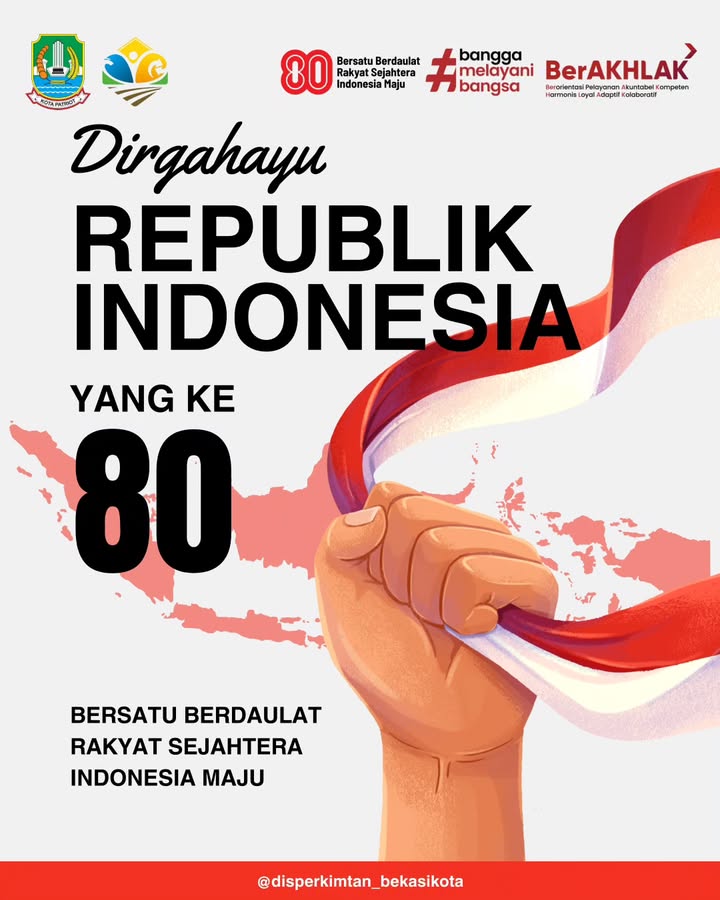 KOTA PATRIOT
80 Bersatu Berdaulat
Rakyat Sejahtera
Indonesia Maju
#bangga
melayani
bangsa
BerAKHLAK
Berorientasi Pelayanan Akuntabel Kompeten
Harmonis Loyal Adaptif Kolaboratif
Dirgahayu
REPUBLIK
INDONESIA
YANG KE
80
BERSATU BERDAULAT
RAKYAT SEJAHTERA
INDONESIA MAJU
@disperkimtan_bekasikota